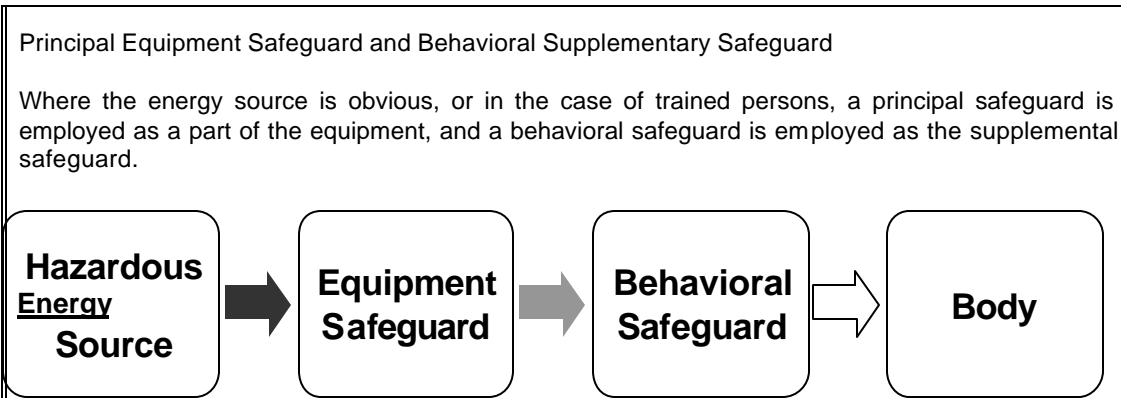 Principal Equipment Safeguard and Behavioral Supplementary Safeguard
Where the energy source is obvious, or in the case of trained persons, a principal safeguard is
employed as a part of the equipment, and a behavioral safeguard is employed as the supplemental
safeguard.
Hazardous
Energy
Source
Equipment
Safeguard
Behavioral
Safeguard
Body